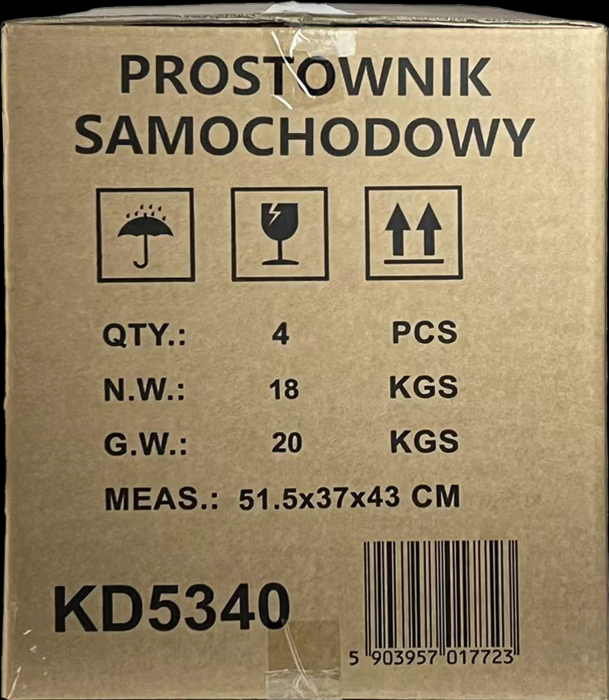 PROSTOWNIK
SAMOCHODOWY
QTY.: 4 PCS
N.W.: 18 KGS
G.W.: 20 KGS
MEAS.: 51.5x37x43 CM
KD5340
5 903957 017723